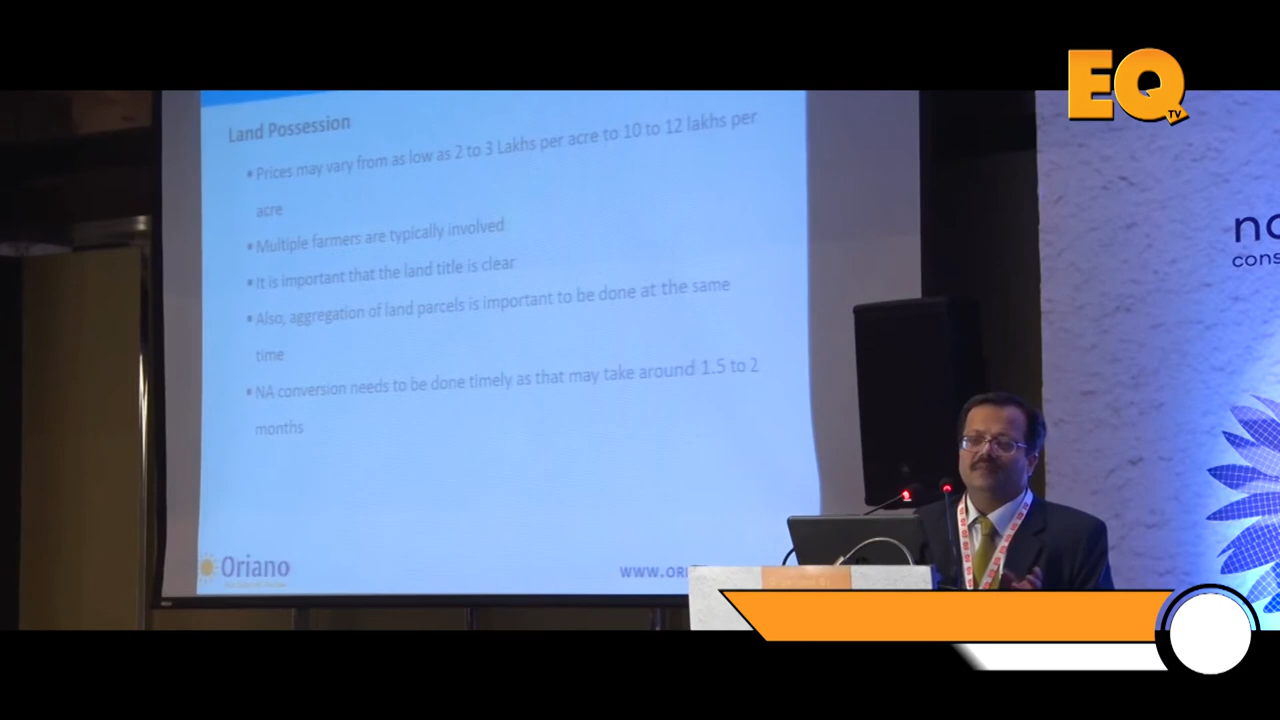 EQ
TV
Land Possession
Prices may vary from as low as 2 to 3 Lakhs per acre to 10 to 12 lakhs per
acre
Multiple farmers are typically involved
It is important that the land title is clear
Also, aggregation of land parcels is important to be done at the same
time
NA conversion needs to be done timely as that may take around 1.5 to 2
months
Oriano
WWW.ORI
cons